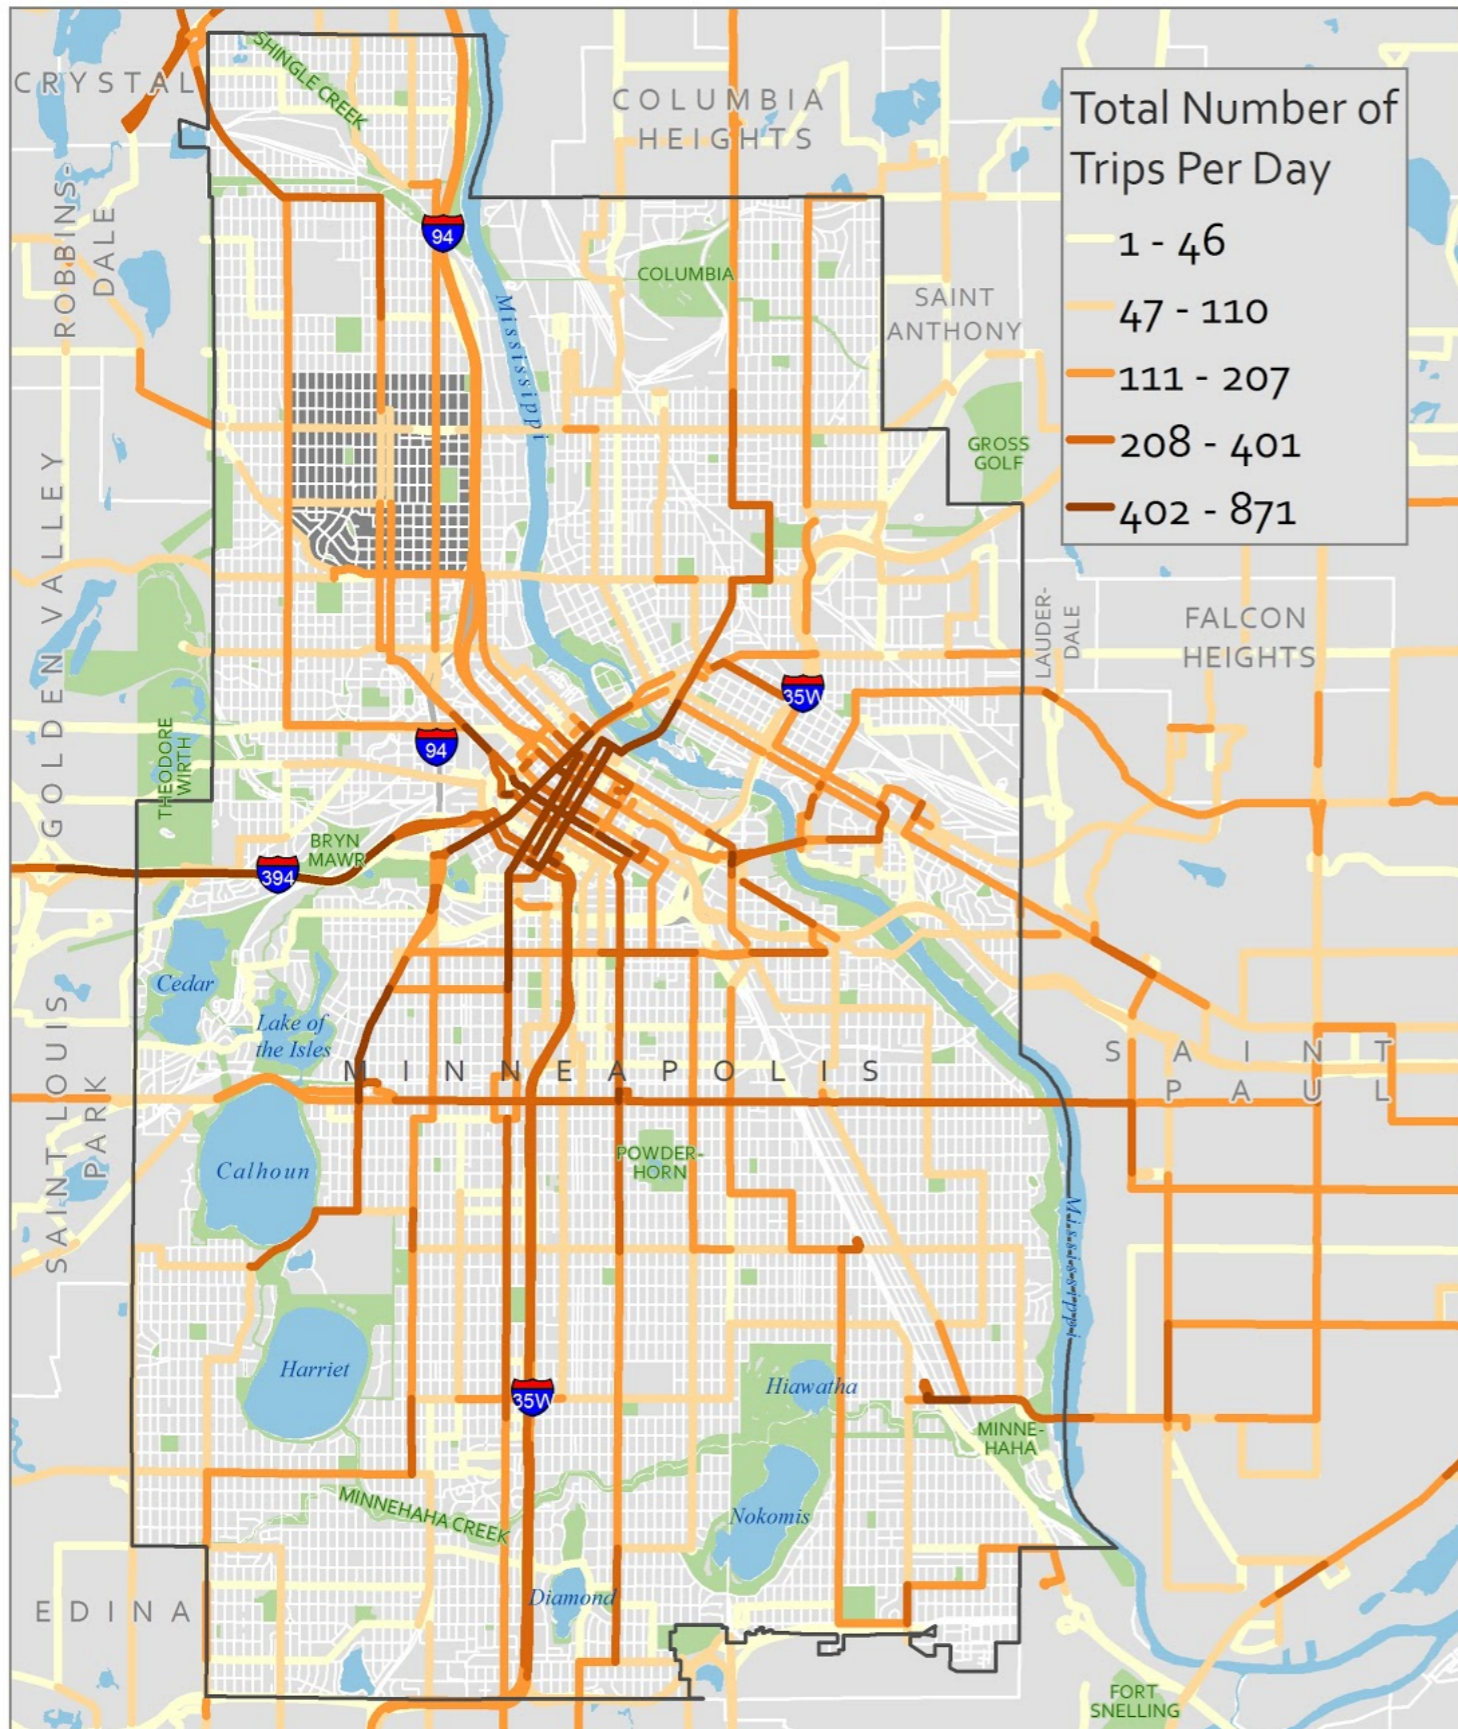 Total Number of
Trips Per Day
1 - 46
47 - 110
111 - 207
208 - 401
402 - 871
CRYSTAL
SHINGLE CREEK
COLUMBIA
HEIGHTS
ROBBINS-
DALE
94
COLUMBIA
SAINT
ANTHONY
Mississippi
GROSS
GOLF
GOLDEN VALLEY
LAUDER-
DALE
FALCON
HEIGHTS
35W
94
THEODORE
WIRTH
BRYN
MAWR
394
Cedar
Lake of
the Isles
SAINT LOUIS
PARK
MINNEAPOLIS
SAINT
PAUL
Calhoun
POWDER-
HORN
Mississippi
Harriet
35W
Hiawatha
MINNE-
HAHA
MINNEHAHA CREEK
Nokomis
Diamond
EDINA
FORT
SNELLING